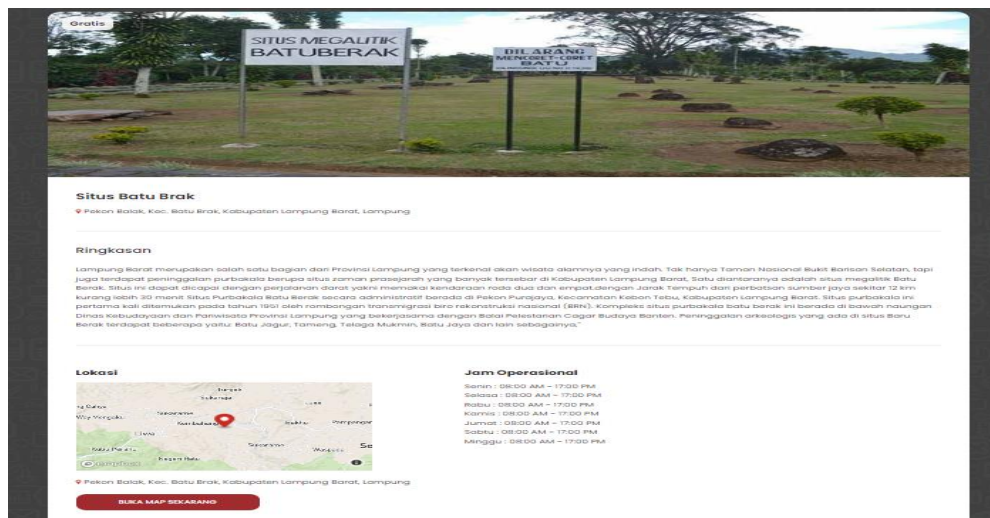 Gratis
SITUS MEGALITIK
BATUBERAK
DILARANG
MENCORET-CORET
BATU
Situs Batu Brak
Pekon Balak, Kec. Batu Brak, Kabupaten Lampung Barat, Lampung
Ringkasan
Lampung Barat merupakan salah satu bagian dari Provinsi Lampung yang terkenal akan wisata alamnya yang indah. Tak hanya Taman Nasional Bukit Barisan Selatan, tapi
juga terdapat peninggalan purbakala berupa situs zaman prasejarah yang banyak tersebar di Kabupaten Lampung Barat, Satu diantaranya adalah situs megalitik Batu
Berak. Situs ini dapat dicapai dengan perjalanan darat yakni memakai kendaraan roda dua dan empat.dengan Jarak Tempuh dari perbatasan sumber jaya sekitar 12 km
kurang lebih 30 menit Situs Purbakala Batu Berak secara administratif berada di Pekon Purajaya, Kecamatan Kebon Tebu, Kabupaten Lampung Barat. Situs purbakala ini
pertama kali ditemukan pada tahun 1951 oleh rombongan transmigrasi biro rekonstruksi nasional (BRN). Kompleks situs purbakala batu berak ini berada di bawah naungan
Dinas Kebudayaan dan Pariwisata Provinsi Lampung yang bekerjasama dengan Balai Pelestarian Cagar Budaya Banten. Peninggalan arkeologis yang ada di situs Baru
Berak terdapat beberapa yaitu: Batu Jagur, Tameng, Telaga Mukmin, Batu Jaya dan lain sebagainya,"
Lokasi
Jam Operasional
Senin : 08:00 AM - 17:00 PM
Selasa : 08:00 AM - 17:00 PM
Rabu : 08:00 AM - 17:00 PM
Kamis : 08:00 AM - 17:00 PM
Jumat : 08:00 AM - 17:00 PM
Sabtu : 08:00 AM - 17:00 PM
Minggu : 08:00 AM - 17:00 PM
Liwa
Pekon Balak, Kec. Batu Brak, Kabupaten Lampung Barat, Lampung
BUKA MAP SEKARANG